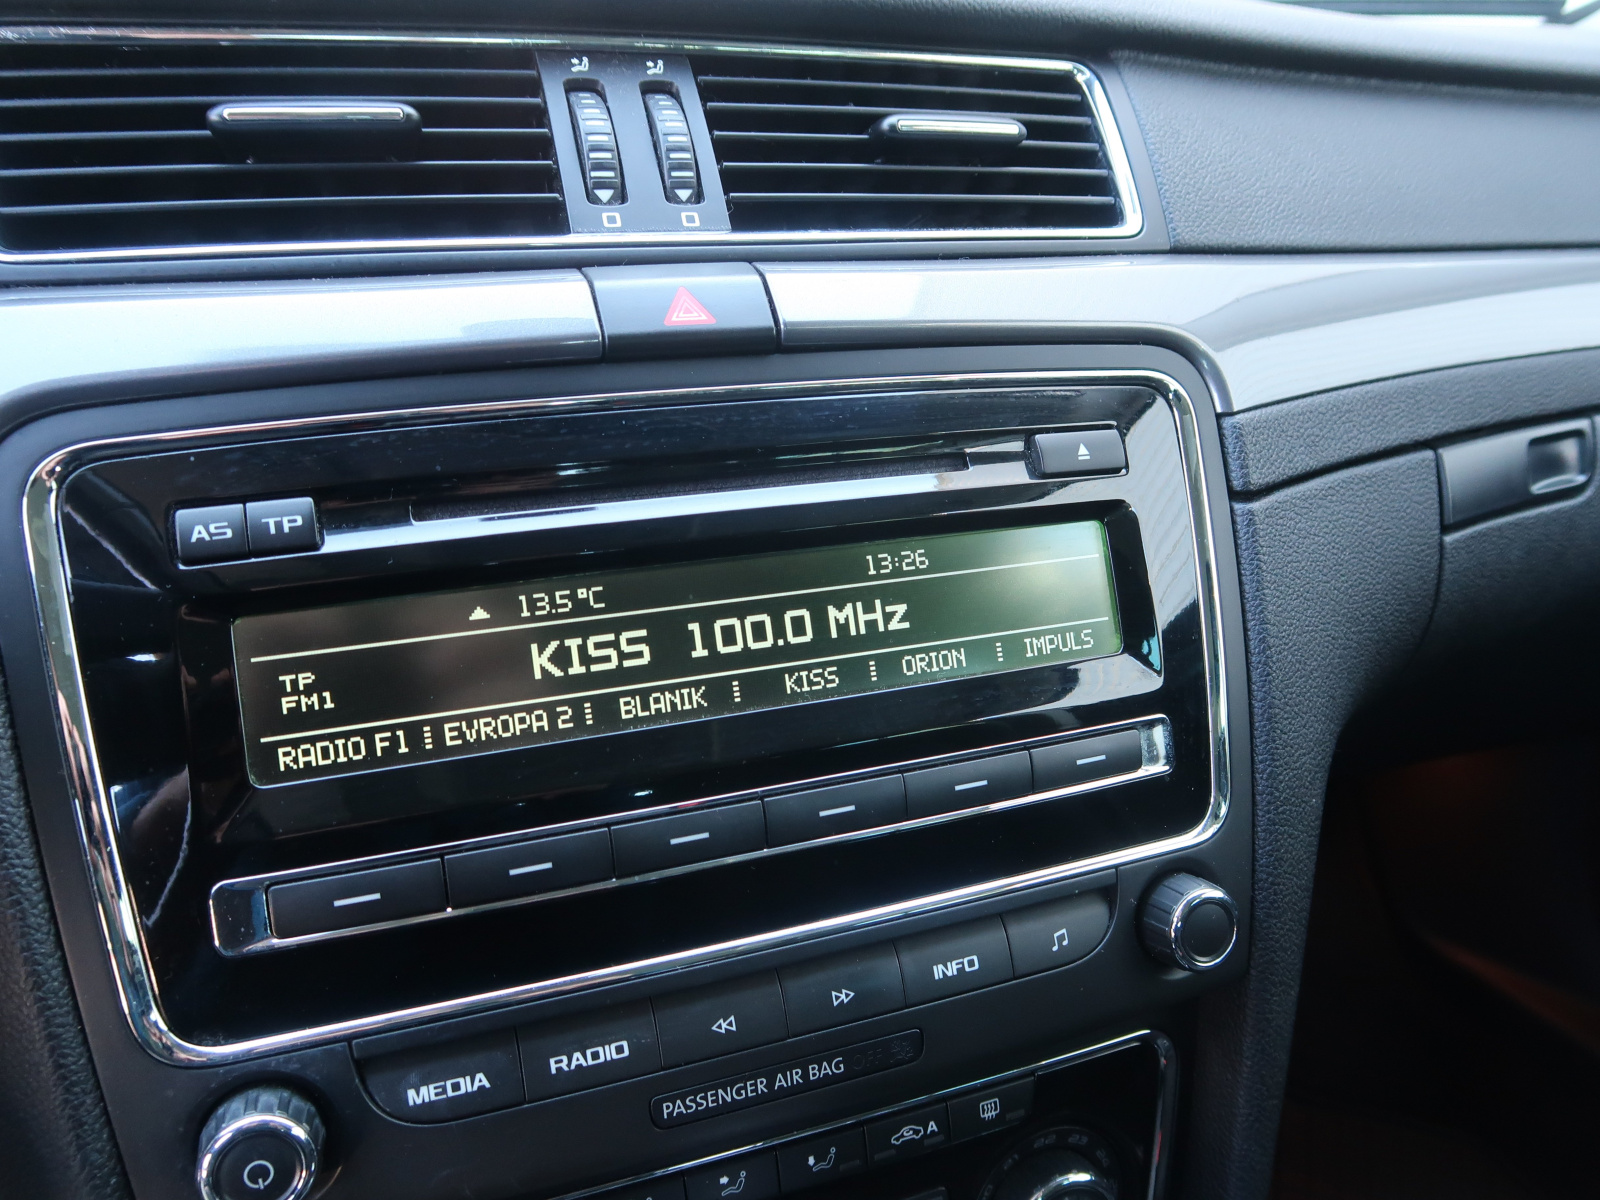 AS TP
13.5°C 13:26
TP
FM1
KISS 100.0 MHz
RADIO F1 EVROPA 2 BLANIK KISS ORION IMPULS
MEDIA RADIO INFO
PASSENGER AIR BAG OFF
A